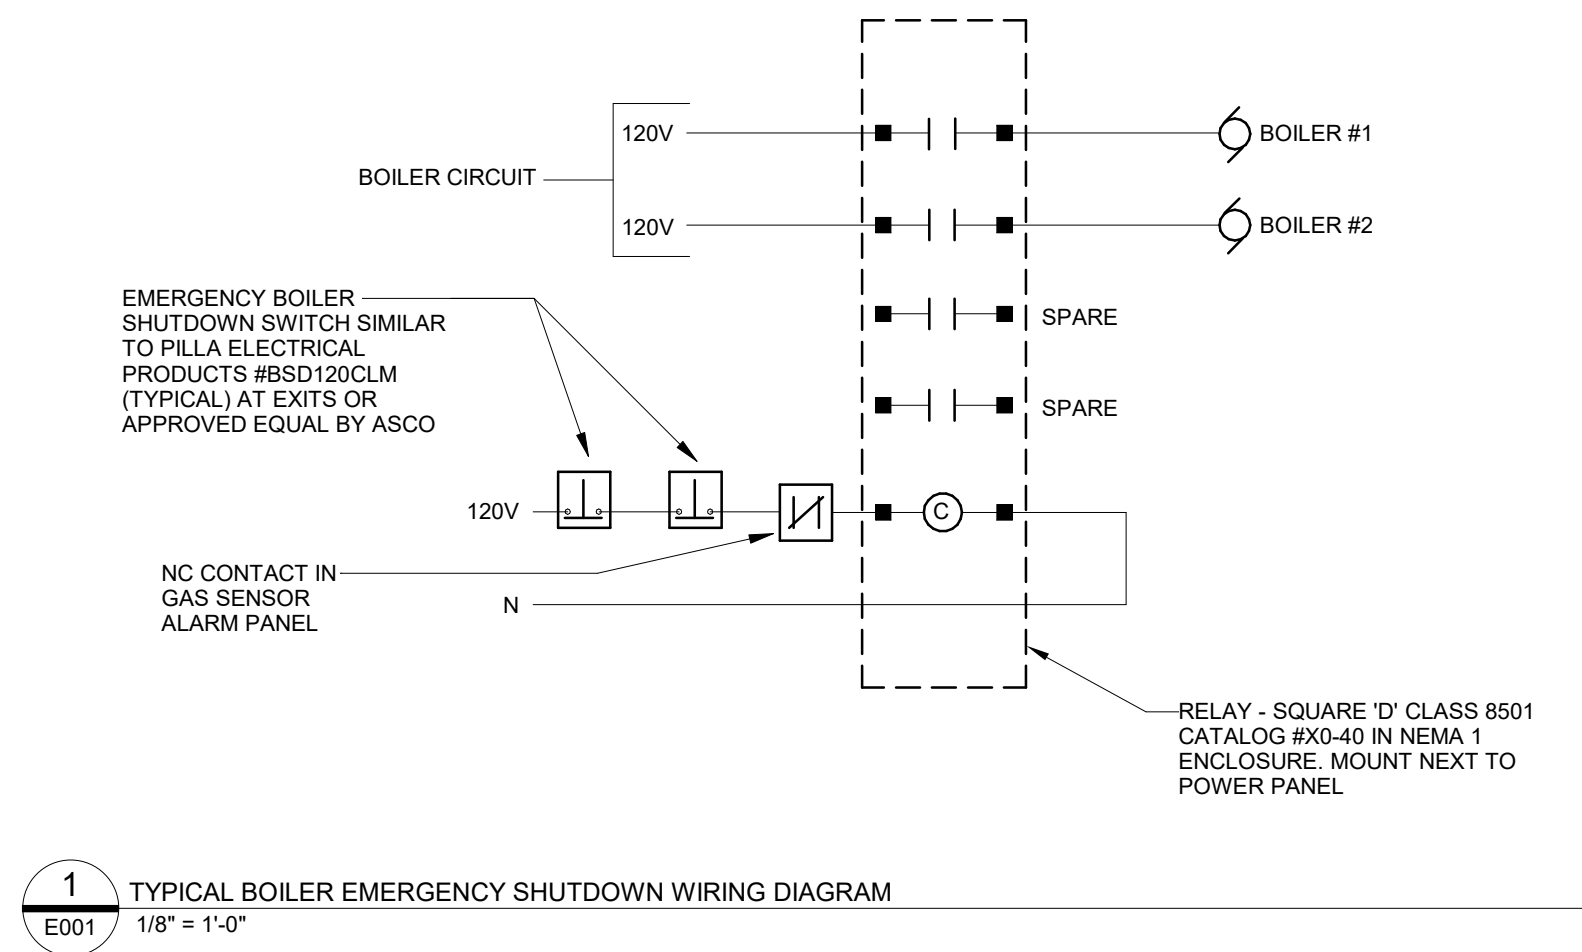 120V
BOILER #1
BOILER CIRCUIT
120V
BOILER #2
EMERGENCY BOILER
SHUTDOWN SWITCH SIMILAR
TO PILLA ELECTRICAL
PRODUCTS #BSD120CLM
(TYPICAL) AT EXITS OR
APPROVED EQUAL BY ASCO
SPARE
SPARE
120V
C
NC CONTACT IN
GAS SENSOR
ALARM PANEL
N
RELAY - SQUARE 'D' CLASS 8501
CATALOG #X0-40 IN NEMA 1
ENCLOSURE. MOUNT NEXT TO
POWER PANEL
1
E001
TYPICAL BOILER EMERGENCY SHUTDOWN WIRING DIAGRAM
1/8" = 1'-0"